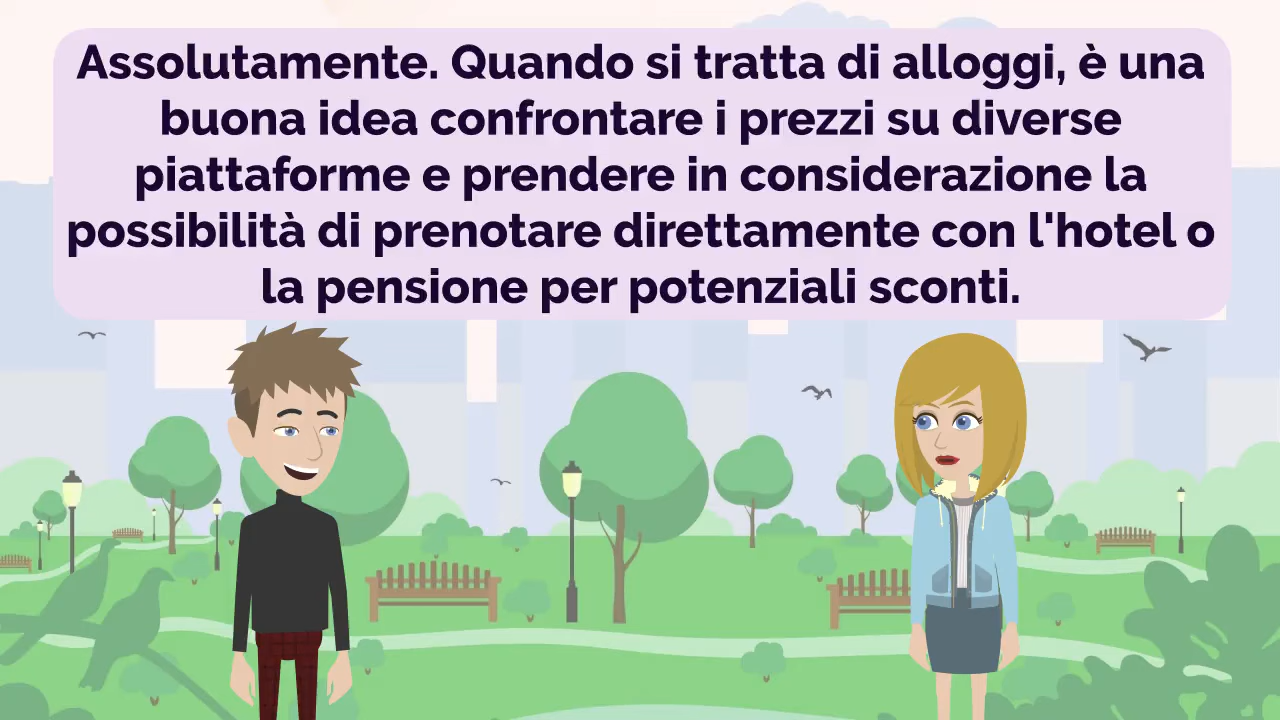 Assolutamente. Quando si tratta di alloggi, è una
buona idea confrontare i prezzi su diverse
piattaforme e prendere in considerazione la
possibilità di prenotare direttamente con l'hotel o
la pensione per potenziali sconti.